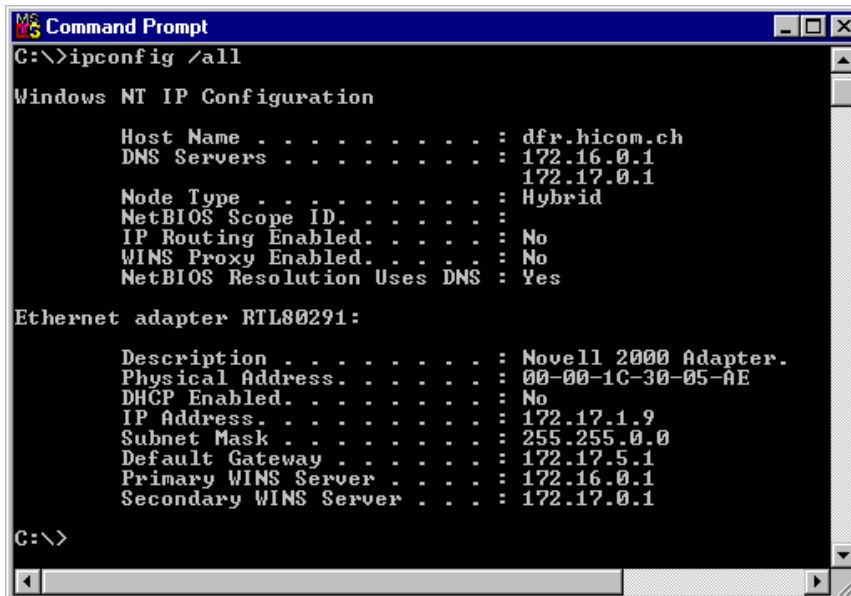 Command Prompt
C:\>ipconfig /all
Windows NT IP Configuration
Host Name . . . . . . . . . : dfr.hicom.ch
DNS Servers . . . . . . . . : 172.16.0.1
172.17.0.1
Node Type . . . . . . . . . : Hybrid
NetBIOS Scope ID. . . . . . :
IP Routing Enabled. . . . . : No
WINS Proxy Enabled. . . . . : No
NetBIOS Resolution Uses DNS : Yes
Ethernet adapter RTL80291:
Description . . . . . . . . : Novell 2000 Adapter.
Physical Address. . . . . . : 00-00-1C-30-05-AE
DHCP Enabled. . . . . . . . : No
IP Address. . . . . . . . . : 172.17.1.9
Subnet Mask . . . . . . . . : 255.255.0.0
Default Gateway . . . . . . : 172.17.5.1
Primary WINS Server . . . . : 172.16.0.1
Secondary WINS Server . . . : 172.17.0.1
C:\>